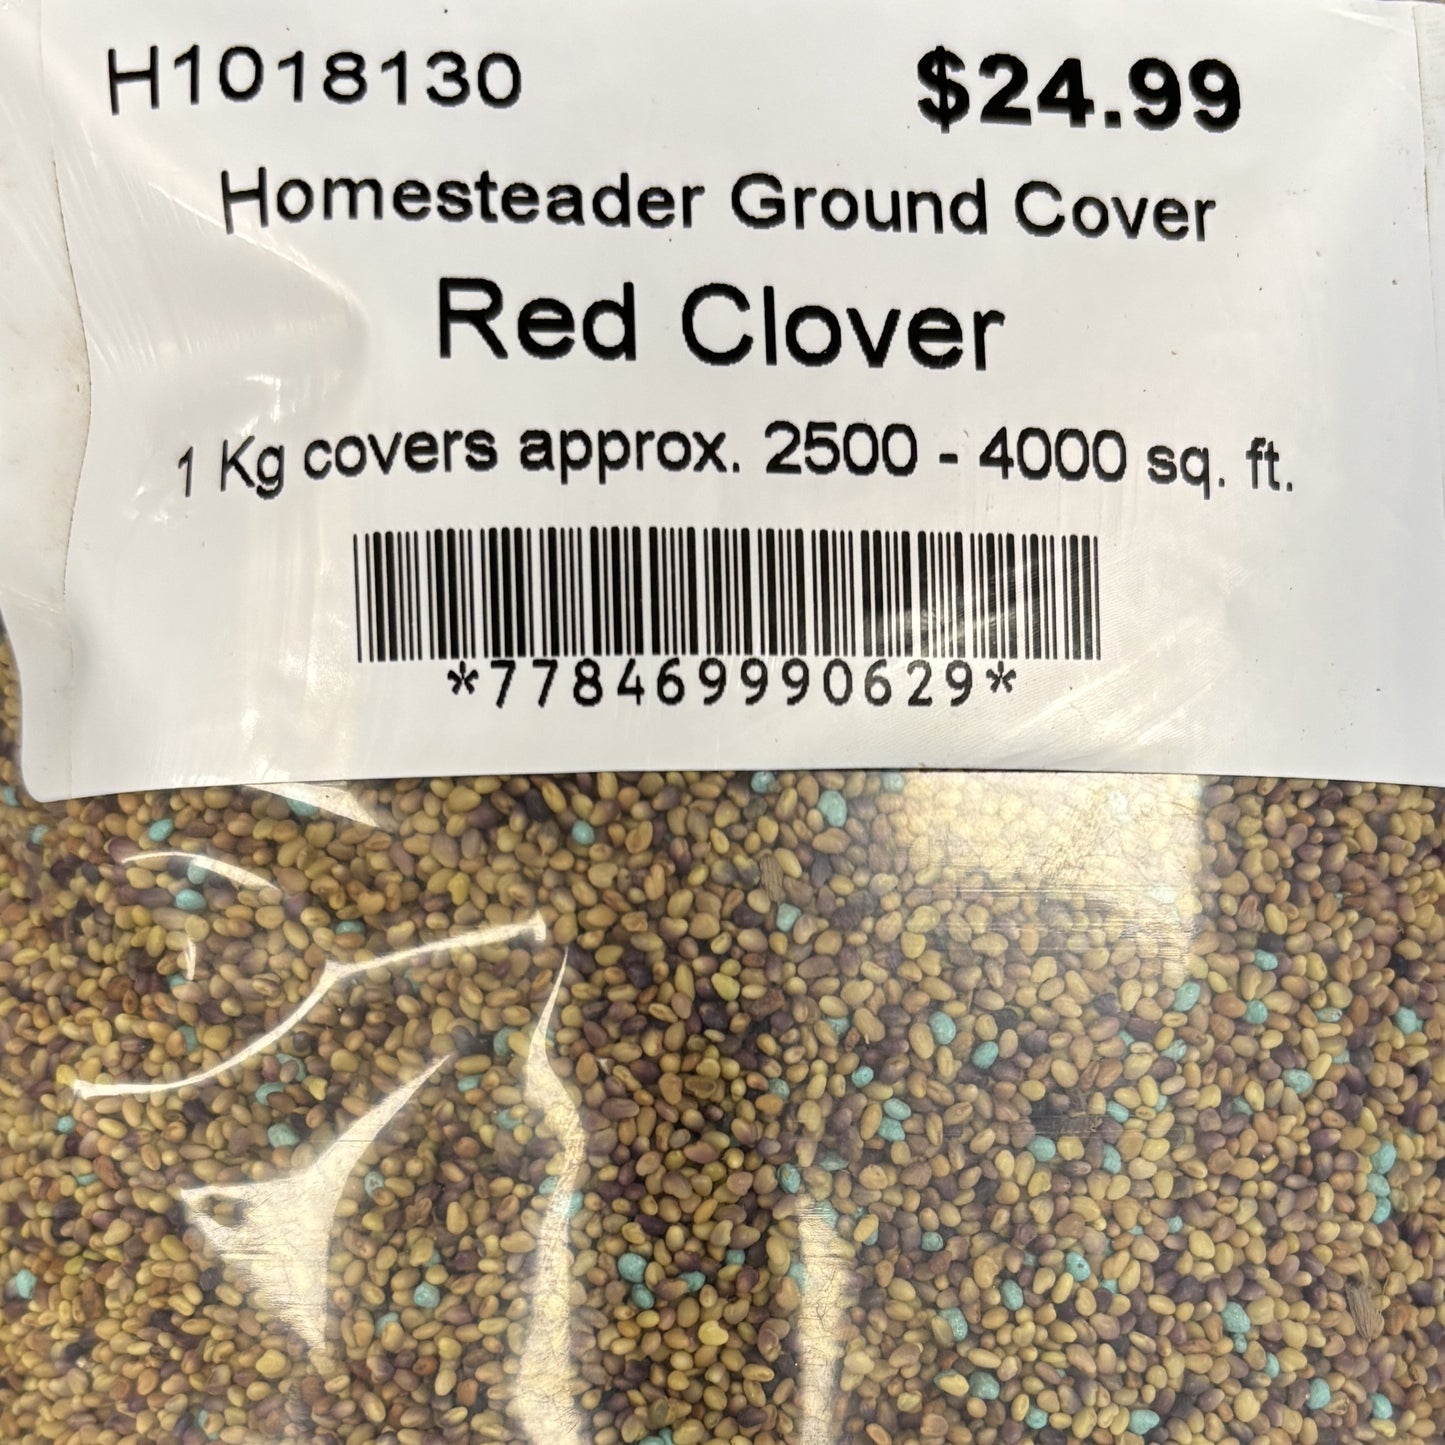 H1018130 $24.99
Homesteader Ground Cover
Red Clover
1 Kg covers approx. 2500 - 4000 sq. ft.
*778469990629*